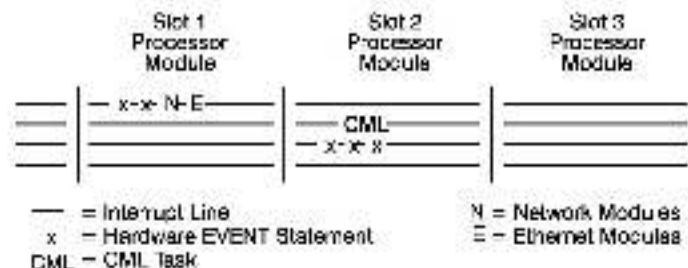 Slot 1 Processor Module
Slot 2 Processor Module
Slot 3 Processor Module
x-x-N-E
CML
x-x-x
— = Interrupt Line
x = Hardware EVENT Statement
CML = CML Task
N = Network Modules
E = Ethernet Modules